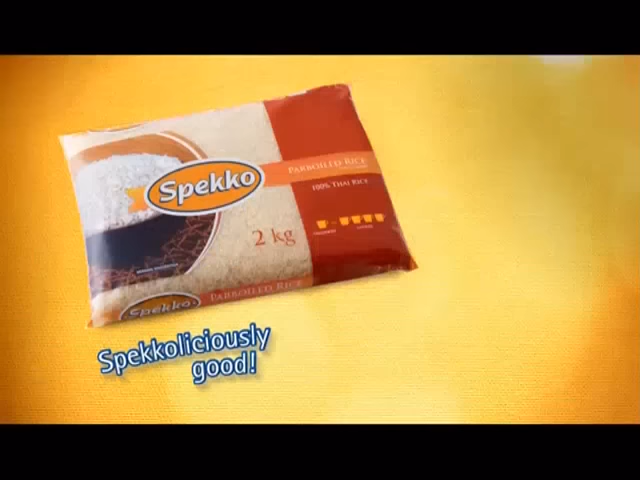 Spekko
PARBOILED RICE
100% THAI RICE
2 kg
Spekko
PARBOILED RICE
Spekkoliciously
good!